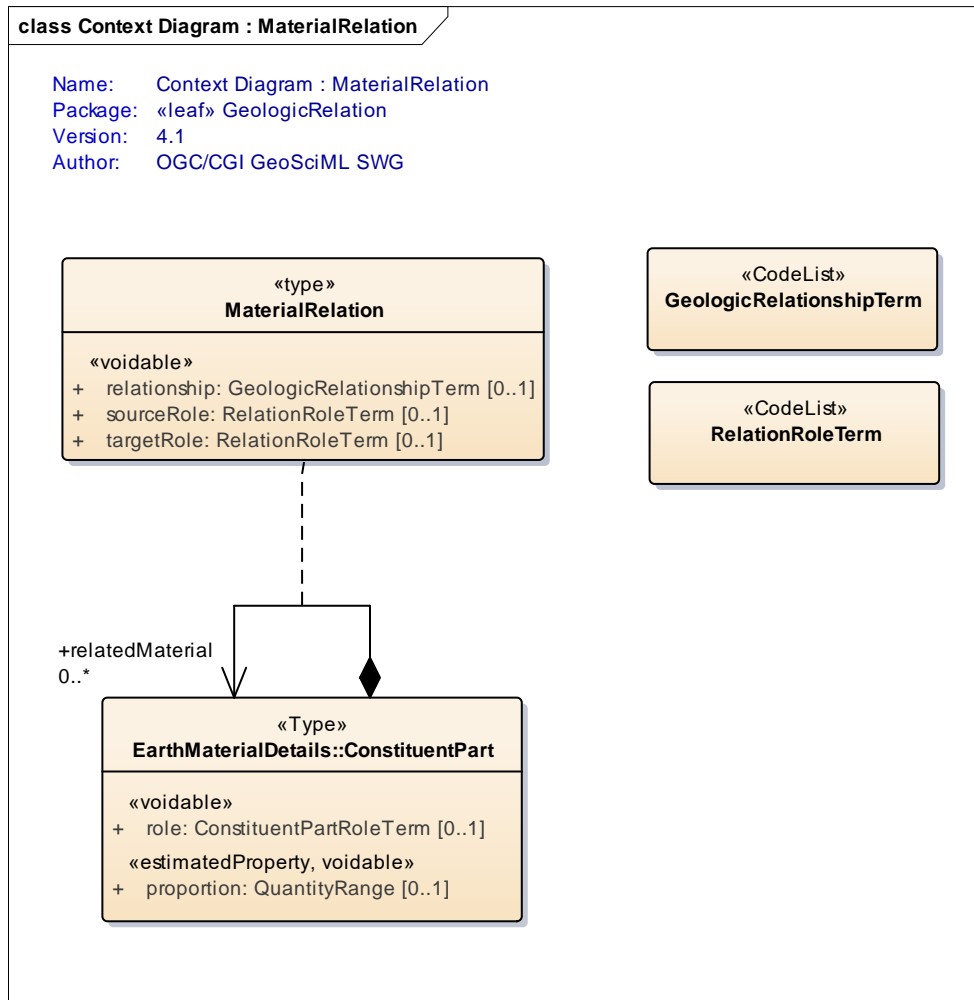 class Context Diagram : MaterialRelation
Name: Context Diagram : MaterialRelation
Package: «leaf» GeologicRelation
Version: 4.1
Author: OGC/CGI GeoSciML SWG
«type»
MaterialRelation
«voidable»
+ relationship: GeologicRelationshipTerm [0..1]
+ sourceRole: RelationRoleTerm [0..1]
+ targetRole: RelationRoleTerm [0..1]
«CodeList»
GeologicRelationshipTerm
«CodeList»
RelationRoleTerm
+relatedMaterial
0..*
«Type»
EarthMaterialDetails::ConstituentPart
«voidable»
+ role: ConstituentPartRoleTerm [0..1]
«estimatedProperty, voidable»
+ proportion: QuantityRange [0..1]